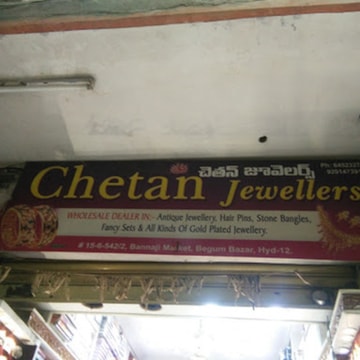 చేతన్ జూవెలర్స్
Chetan Jewellers
WHOLESALE DEALER IN:- Antique Jewellery, Hair Pins, Stone Bangles,
Fancy Sets & All Kinds Of Gold Plated Jewellery.
# 15-6-542/2, Bannaji Market, Begum Bazar, Hyd-12.